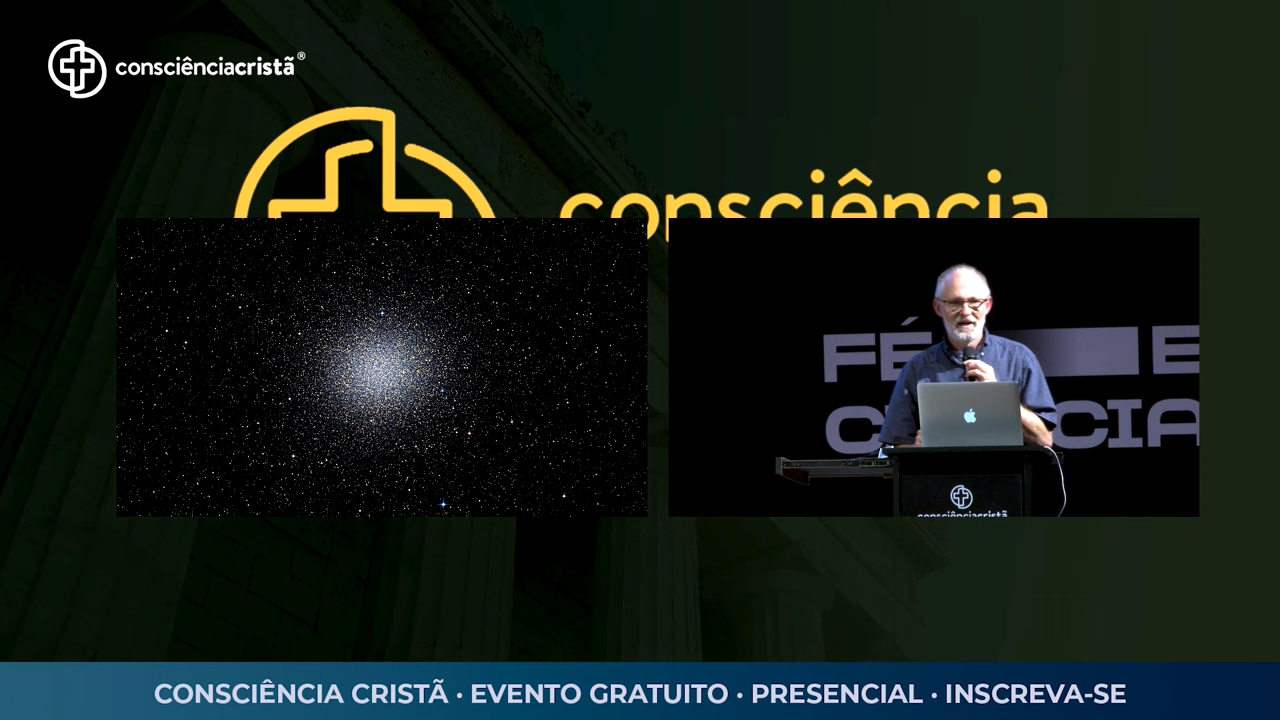 consciênciacristã®
consciência
FÉ E
CIÊNCIA
consciênciacristã
CONSCIÊNCIA CRISTÃ · EVENTO GRATUITO · PRESENCIAL · INSCREVA-SE